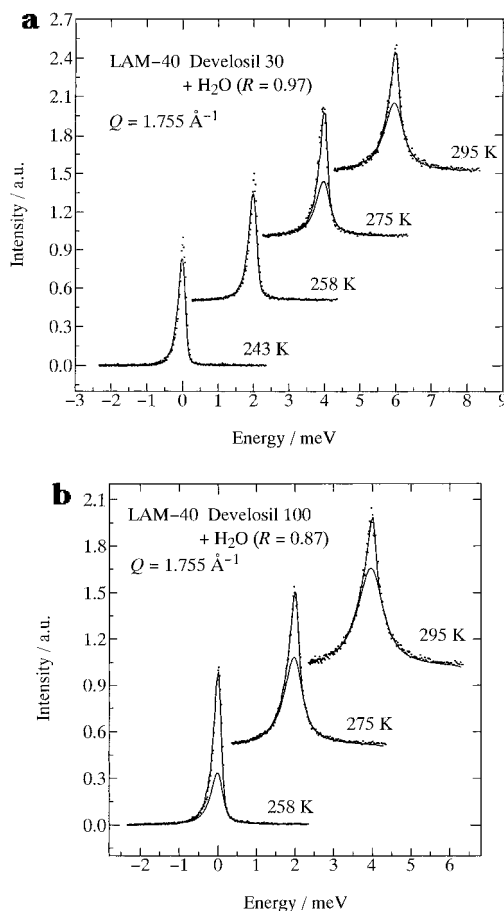 a
2.7
2.4
2.1
1.8
1.5
1.2
0.9
0.6
0.3
0.0
Intensity / a.u.
LAM-40 Develosil 30
+ H₂O (R = 0.97)
Q = 1.755 Å⁻¹
295 K
275 K
258 K
243 K
−3 −2 −1 0 1 2 3 4 5 6 7 8 9
Energy / meV
b
2.1
1.8
1.5
1.2
0.9
0.6
0.3
0.0
Intensity / a.u.
LAM-40 Develosil 100
+ H₂O (R = 0.87)
Q = 1.755 Å⁻¹
295 K
275 K
258 K
−2 −1 0 1 2 3 4 5 6
Energy / meV